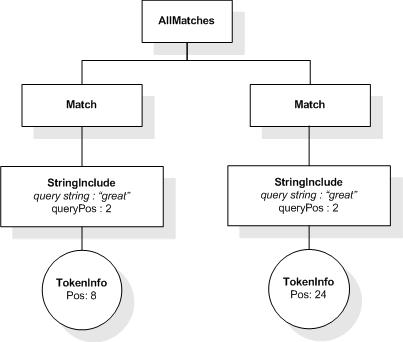 AllMatches
Match
Match
StringInclude
query string : “great”
queryPos : 2
StringInclude
query string : “great”
queryPos : 2
TokenInfo
Pos: 8
TokenInfo
Pos: 24